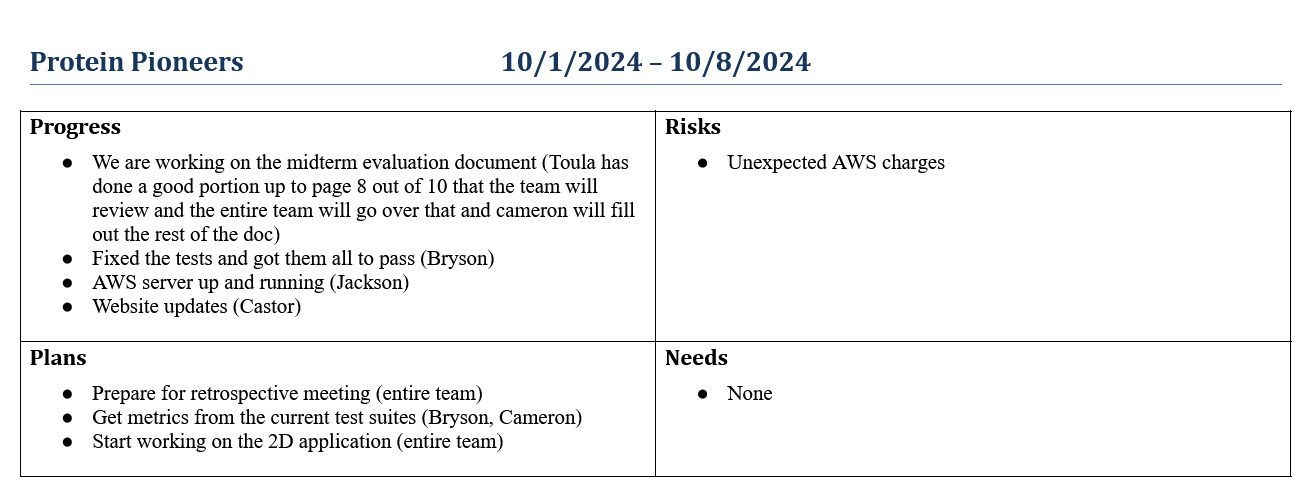 Protein Pioneers 10/1/2024 – 10/8/2024
Progress
● We are working on the midterm evaluation document (Toula has
done a good portion up to page 8 out of 10 that the team will
review and the entire team will go over that and cameron will fill
out the rest of the doc)
● Fixed the tests and got them all to pass (Bryson)
● AWS server up and running (Jackson)
● Website updates (Castor)
Risks
● Unexpected AWS charges
Plans
● Prepare for retrospective meeting (entire team)
● Get metrics from the current test suites (Bryson, Cameron)
● Start working on the 2D application (entire team)
Needs
● None